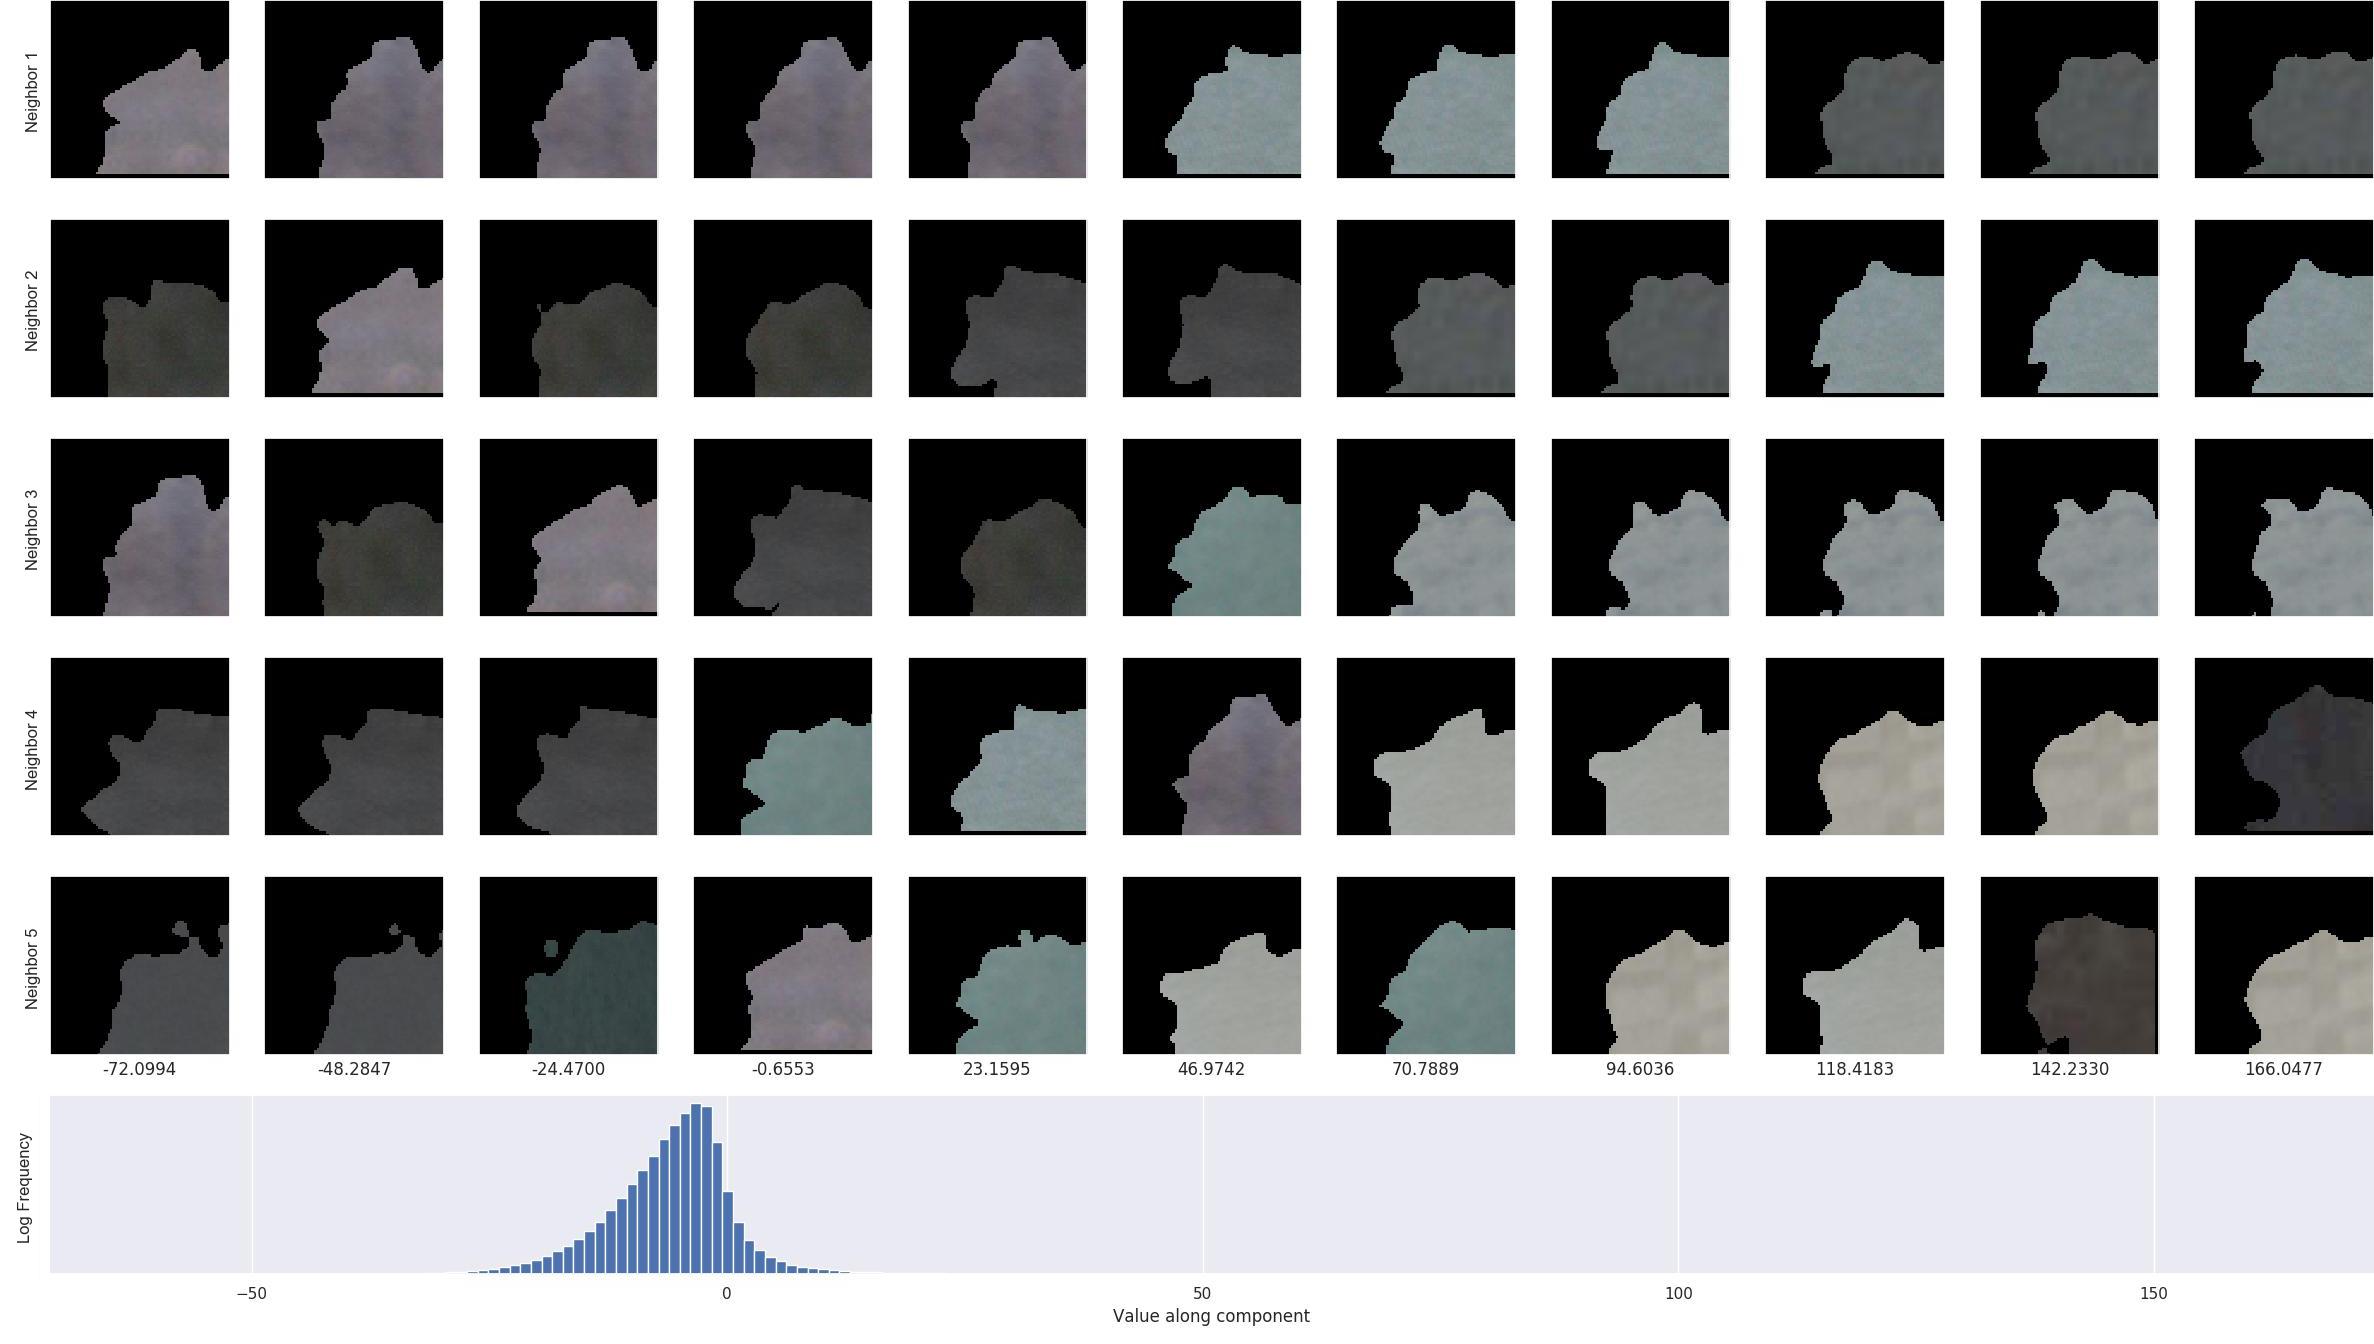 Neighbor 1
Neighbor 2
Neighbor 3
Neighbor 4
Neighbor 5
-72.0994 -48.2847 -24.4700 -0.6553 23.1595 46.9742 70.7889 94.6036 118.4183 142.2330 166.0477
Log Frequency
−50 0 50 100 150
Value along component